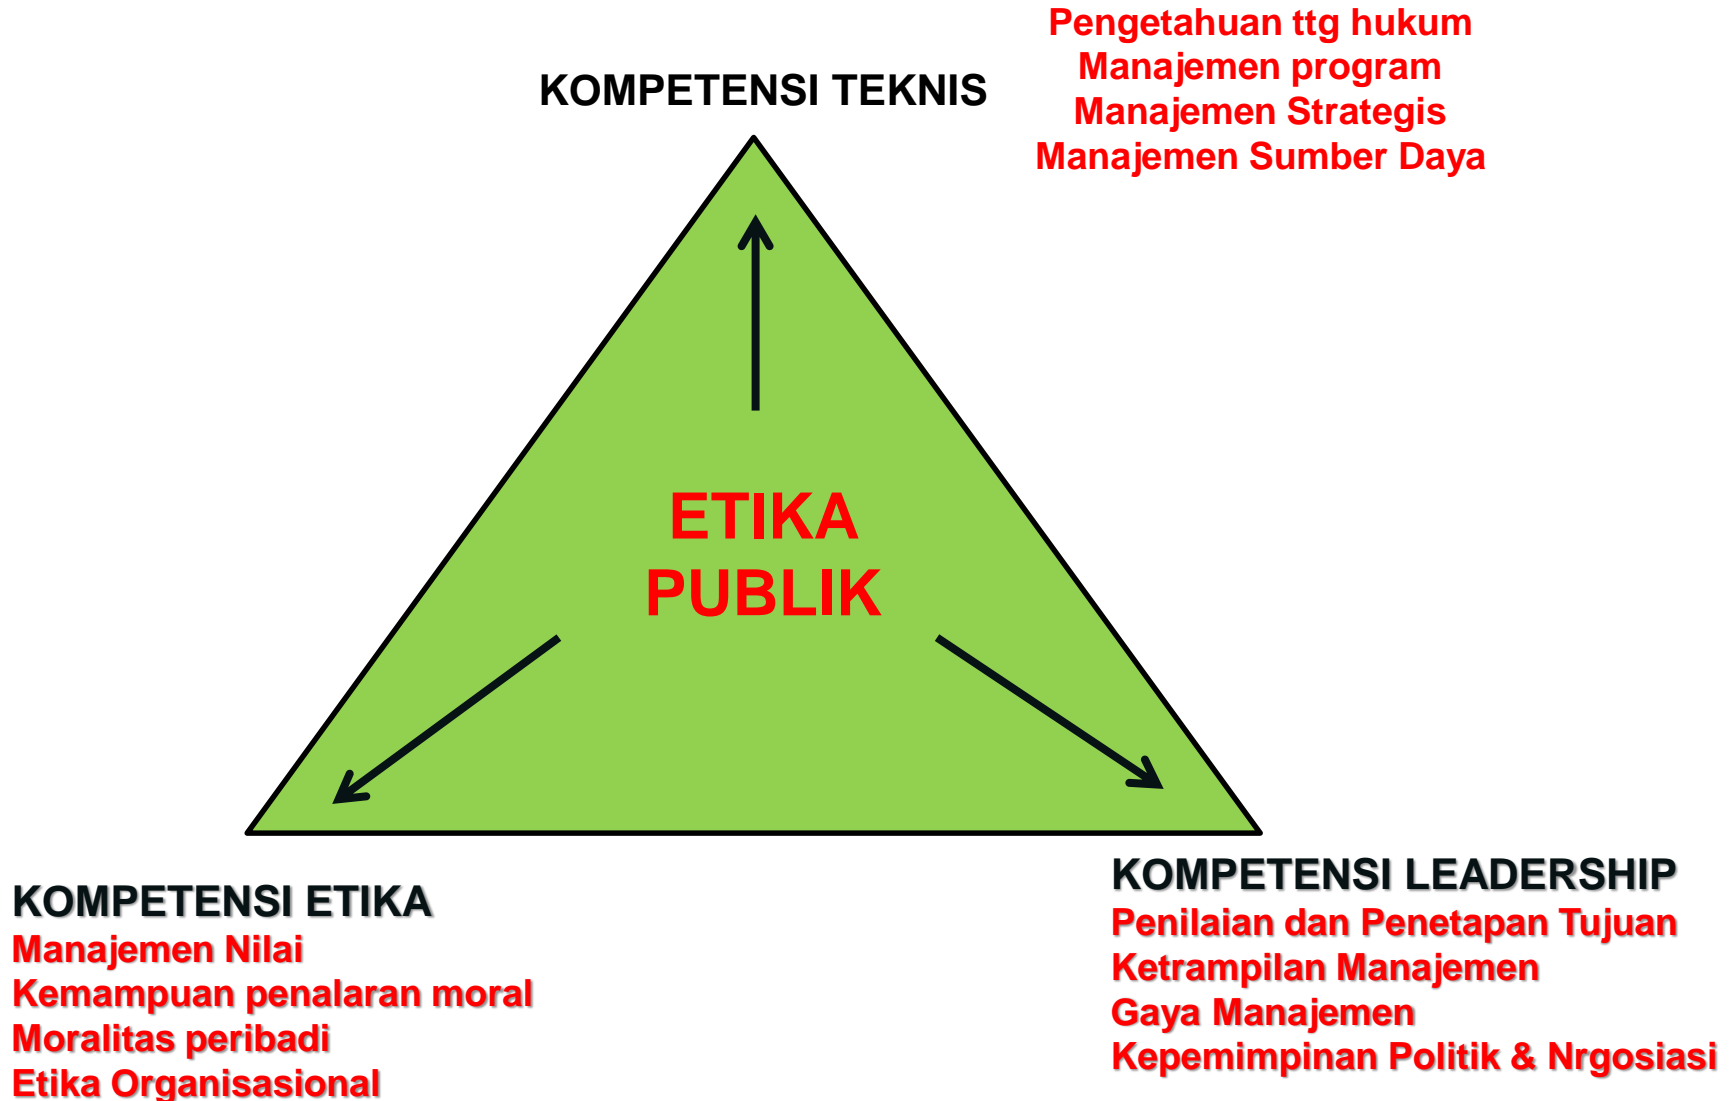 KOMPETENSI TEKNIS
Pengetahuan ttg hukum
Manajemen program
Manajemen Strategis
Manajemen Sumber Daya
ETIKA
PUBLIK
KOMPETENSI ETIKA
Manajemen Nilai
Kemampuan penalaran moral
Moralitas peribadi
Etika Organisasional
KOMPETENSI LEADERSHIP
Penilaian dan Penetapan Tujuan
Ketrampilan Manajemen
Gaya Manajemen
Kepemimpinan Politik & Nrgosiasi